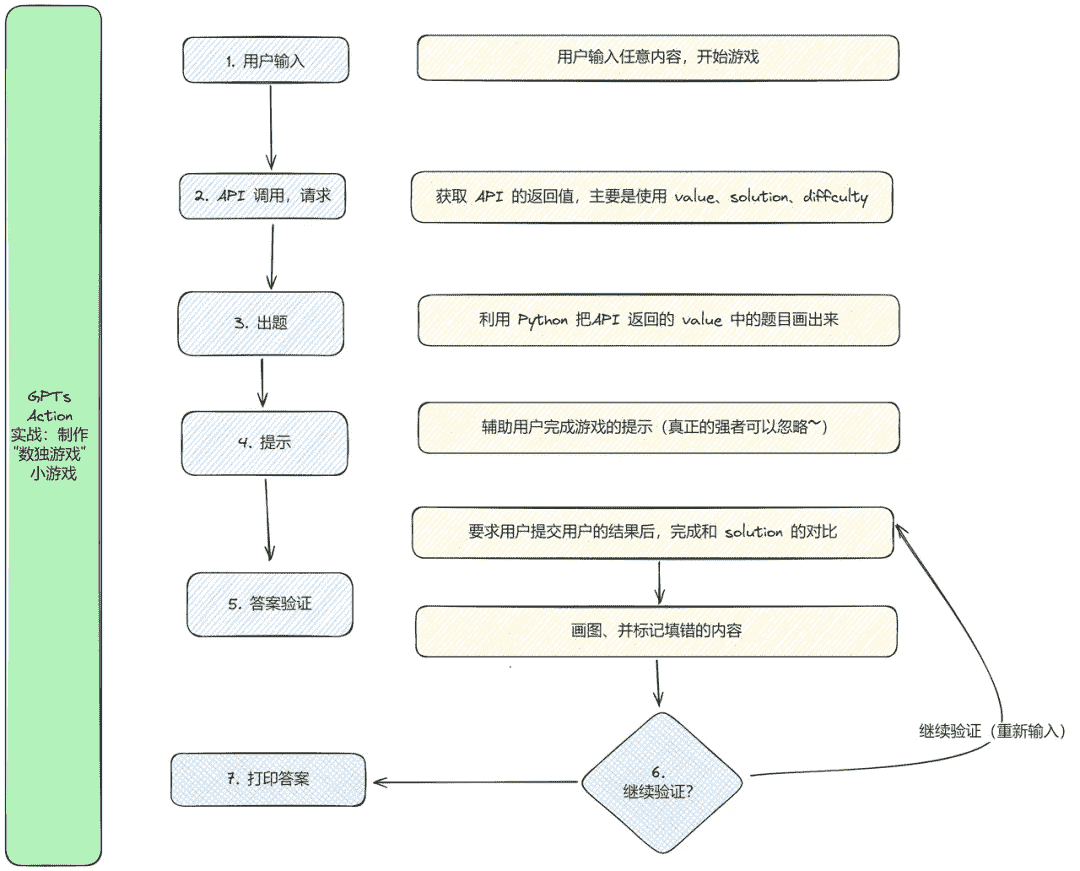 GPTs
Action
实战：制作
"数独游戏"
小游戏
1. 用户输入
用户输入任意内容，开始游戏
2. API 调用，请求
获取 API 的返回值，主要是使用 value、solution、diffculty
3. 出题
利用 Python 把API 返回的 value 中的题目画出来
4. 提示
辅助用户完成游戏的提示（真正的强者可以忽略~）
要求用户提交用户的结果后，完成和 solution 的对比
5. 答案验证
画图、并标记填错的内容
继续验证（重新输入）
6.
继续验证？
7. 打印答案